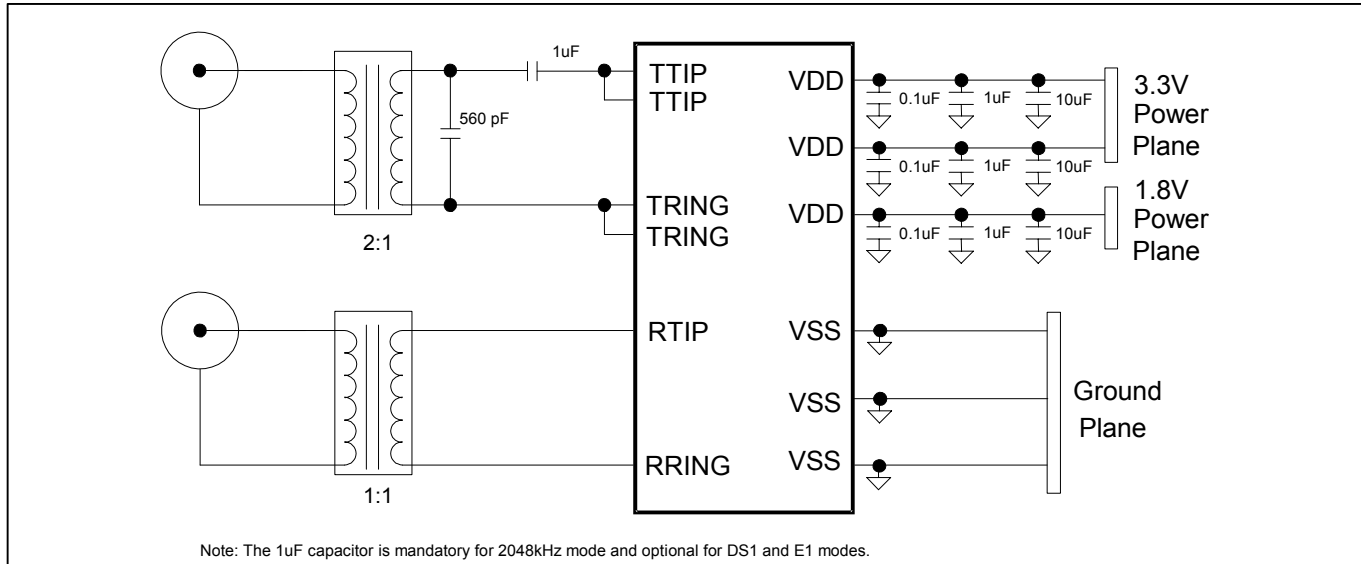 1uF
560 pF
2:1
TTIP
TTIP
TRING
TRING
RTIP
RRING
1:1
VDD
VDD
VDD
VSS
VSS
VSS
0.1uF
1uF
10uF
0.1uF
1uF
10uF
0.1uF
1uF
10uF
3.3V
Power
Plane
1.8V
Power
Plane
Ground
Plane
Note: The 1uF capacitor is mandatory for 2048kHz mode and optional for DS1 and E1 modes.